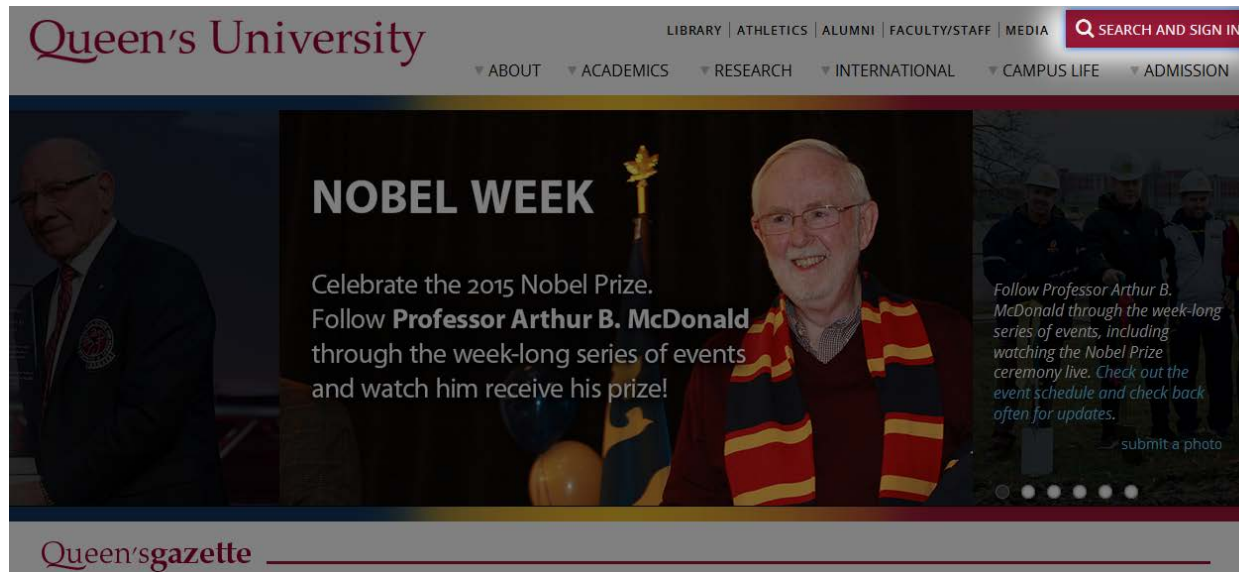 Queen's University
LIBRARY | ATHLETICS | ALUMNI | FACULTY/STAFF | MEDIA
SEARCH AND SIGN IN
ABOUT ACADEMICS RESEARCH INTERNATIONAL CAMPUS LIFE ADMISSION
NOBEL WEEK
Celebrate the 2015 Nobel Prize.
Follow Professor Arthur B. McDonald
through the week-long series of events
and watch him receive his prize!
Follow Professor Arthur B.
McDonald through the week-long
series of events, including
watching the Nobel Prize
ceremony live. Check out the
event schedule and check back
often for updates.
submit a photo
Queen'sgazette